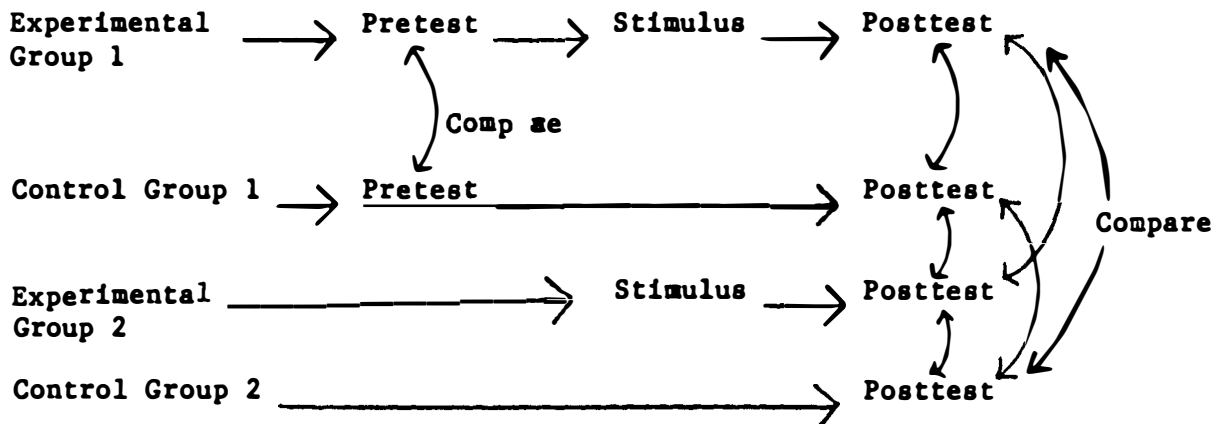 Experimental Group 1
Pretest
Stimulus
Posttest
Comp ae
Control Group 1
Pretest
Posttest
Compare
Experimental Group 2
Stimulus
Posttest
Control Group 2
Posttest